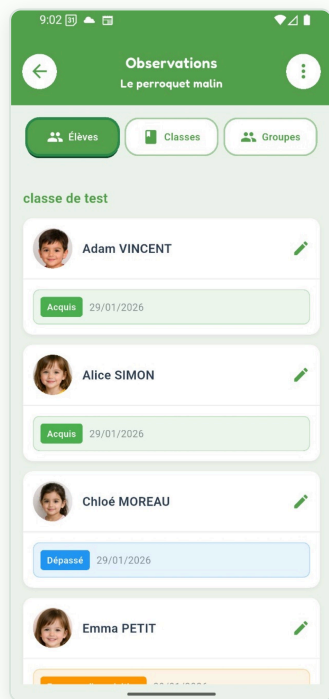 9:02 31
Observations
Le perroquet malin
Élèves Classes Groupes
classe de test
Adam VINCENT
Acquis 29/01/2026
Alice SIMON
Acquis 29/01/2026
Chloé MOREAU
Dépassé 29/01/2026
Emma PETIT